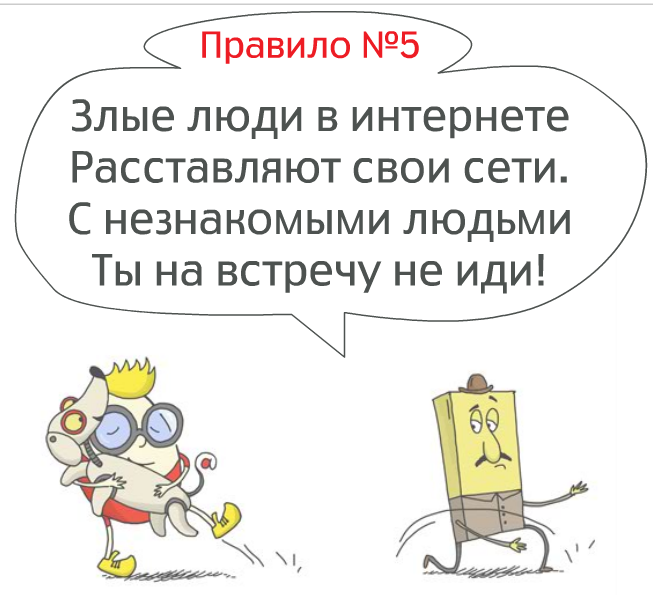 Правило №5
Злые люди в интернете
Расставляют свои сети.
С незнакомыми людьми
Ты на встречу не иди!